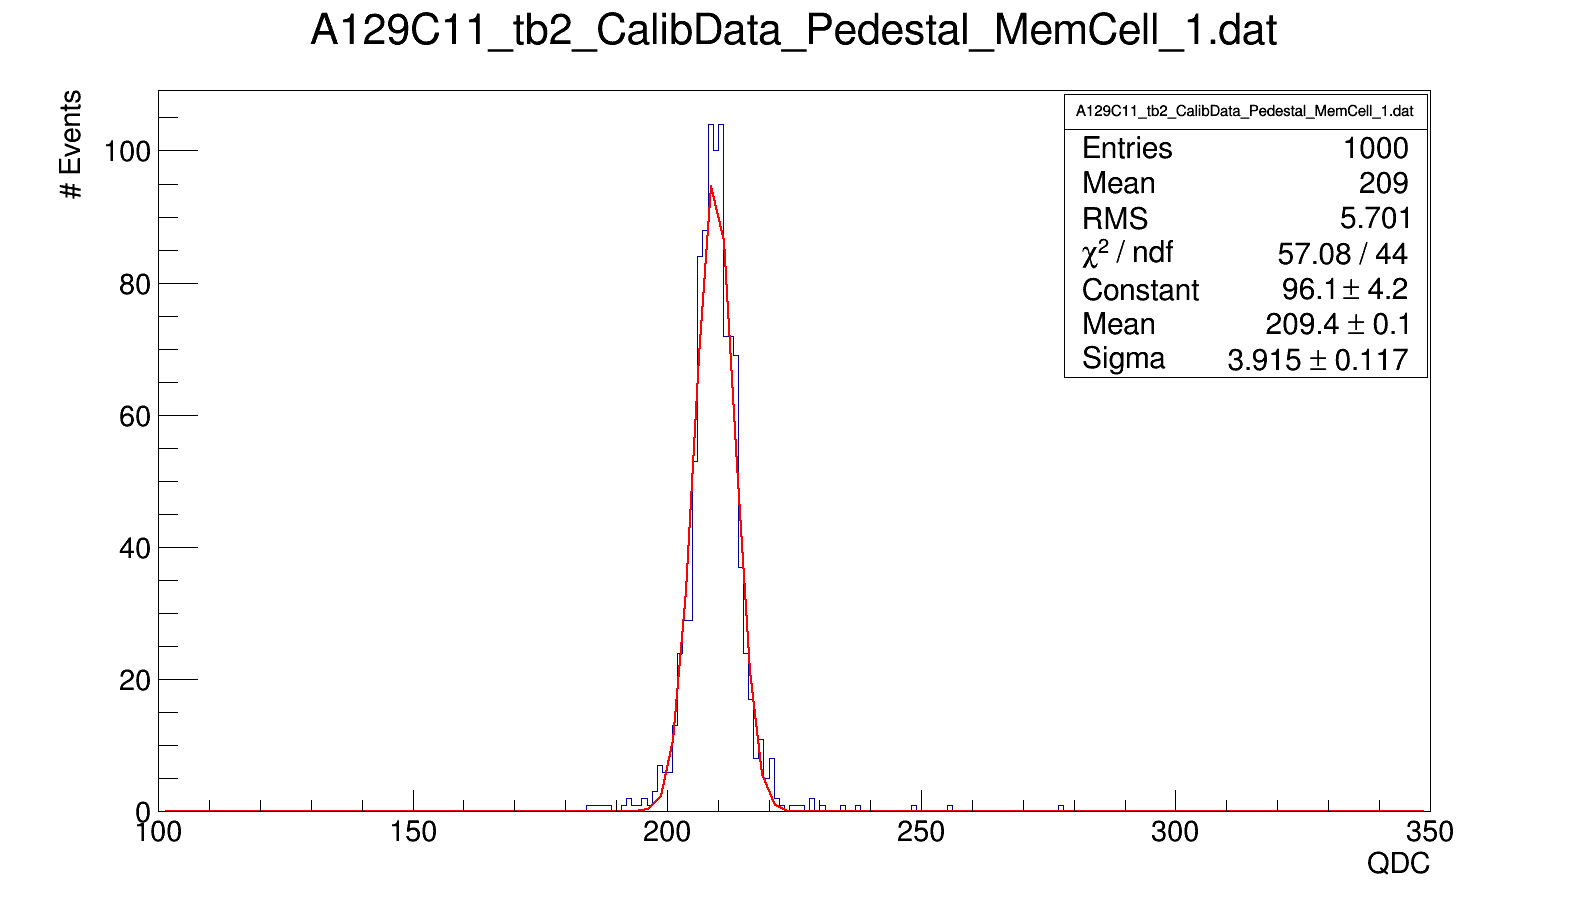 A129C11_tb2_CalibData_Pedestal_MemCell_1.dat
# Events
A129C11_tb2_CalibData_Pedestal_MemCell_1.dat
Entries 1000
Mean 209
RMS 5.701
χ² / ndf 57.08 / 44
Constant 96.1 ± 4.2
Mean 209.4 ± 0.1
Sigma 3.915 ± 0.117
100
80
60
40
20
0
100 150 200 250 300 350
QDC